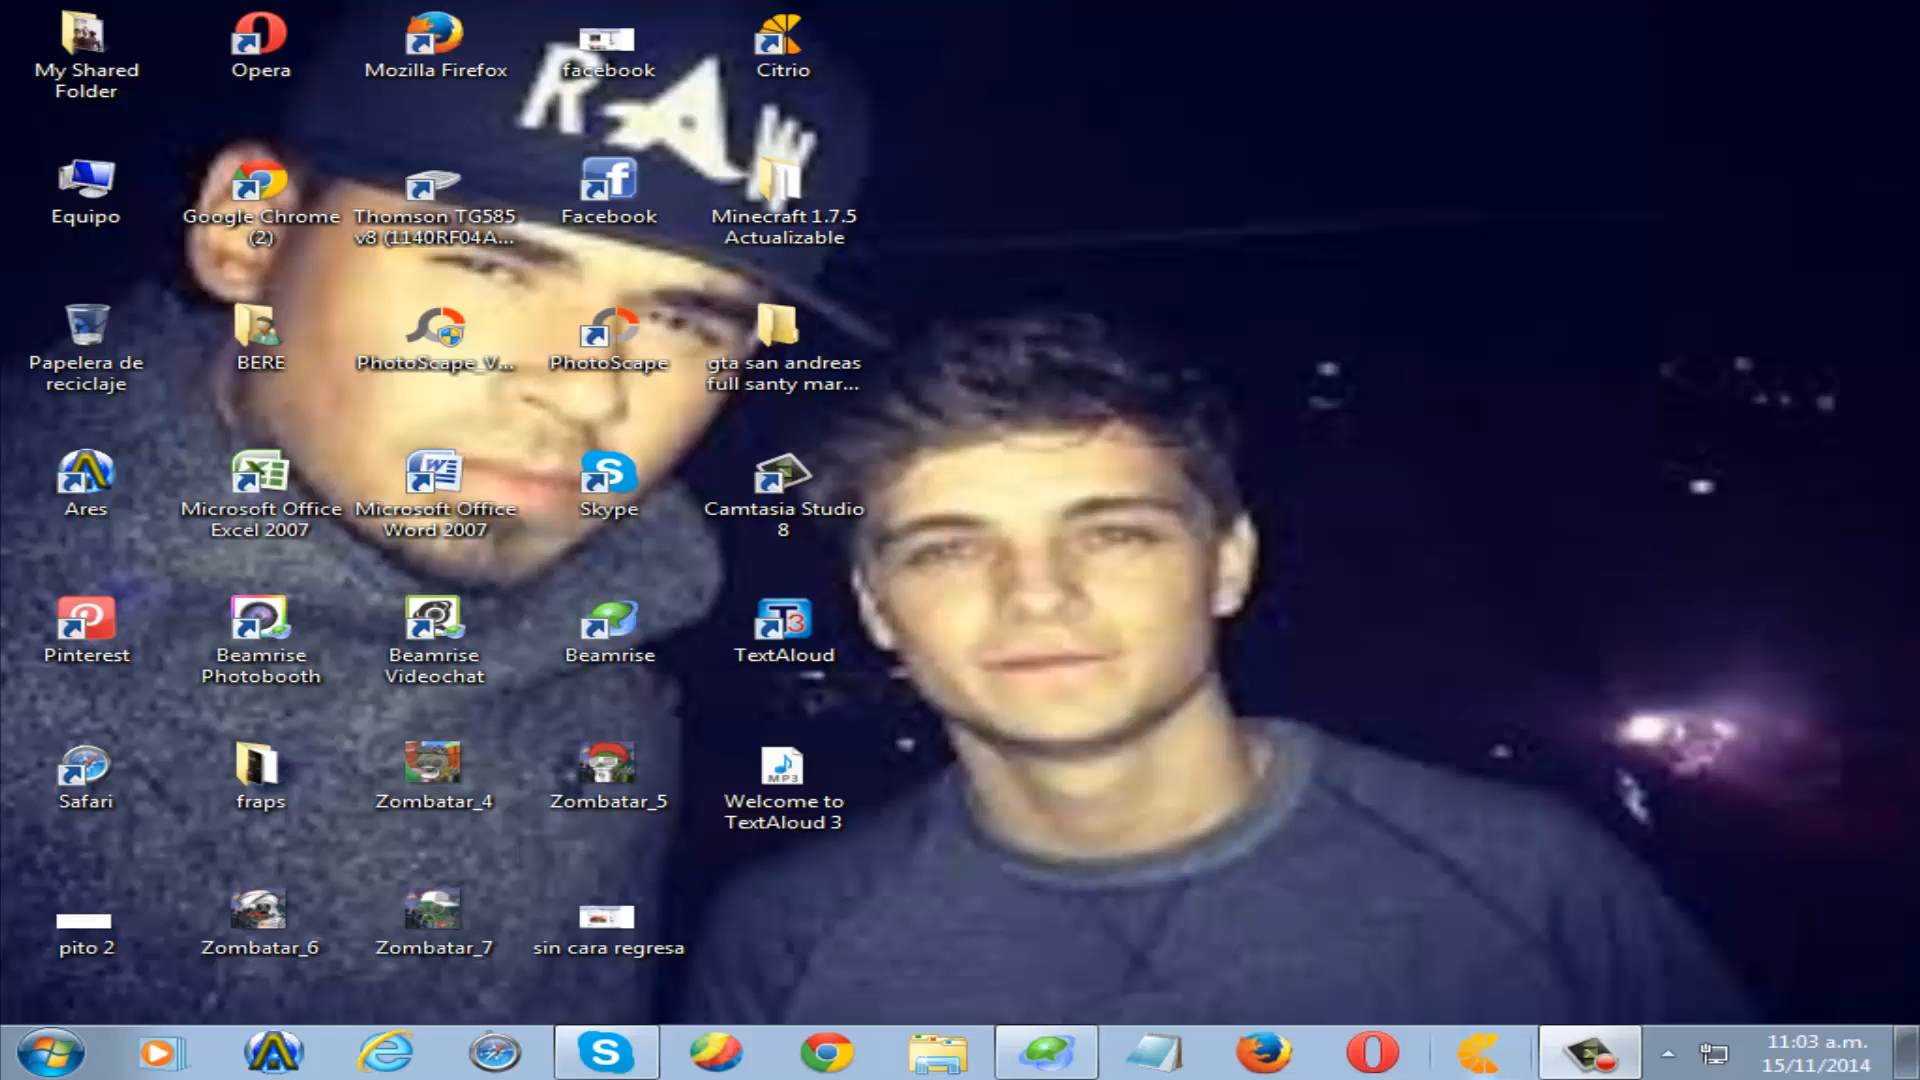 RAW
My Shared
Folder
Opera
Mozilla Firefox
facebook
Citrio
Equipo
Google Chrome
(2)
Thomson TG585
v8 (1140RF04A...
f
Facebook
Minecraft 1.7.5
Actualizable
Papelera de
reciclaje
BERE
PhotoScape_V...
PhotoScape
gta san andreas
full santy mar...
Ares
Microsoft Office
Excel 2007
W
Microsoft Office
Word 2007
S
Skype
Camtasia Studio
8
Pinterest
Beamrise
Photobooth
Beamrise
Videochat
Beamrise
T3
TextAloud
Safari
fraps
Zombatar_4
Zombatar_5
MP3
Welcome to
TextAloud 3
pito 2
Zombatar_6
Zombatar_7
sin cara regresa
S
11:03 a.m.
15/11/2014